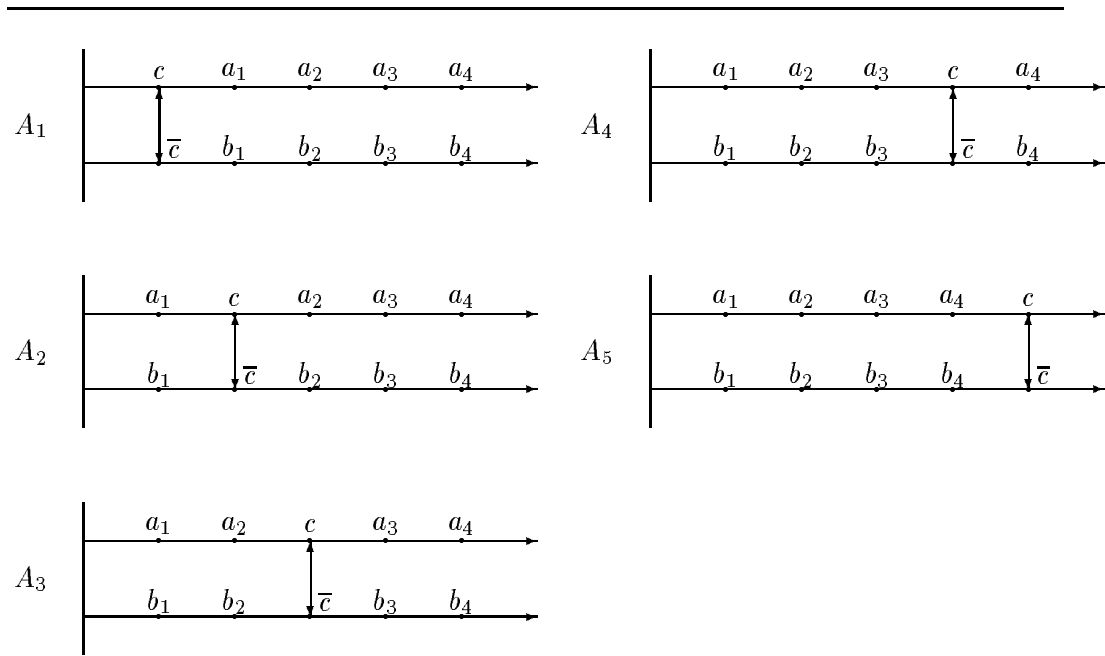 A₁ c a₁ a₂ a₃ a₄
c̅ b₁ b₂ b₃ b₄
A₂ a₁ c a₂ a₃ a₄
b₁ c̅ b₂ b₃ b₄
A₃ a₁ a₂ c a₃ a₄
b₁ b₂ c̅ b₃ b₄
A₄ a₁ a₂ a₃ c a₄
b₁ b₂ b₃ c̅ b₄
A₅ a₁ a₂ a₃ a₄ c
b₁ b₂ b₃ b₄ c̅